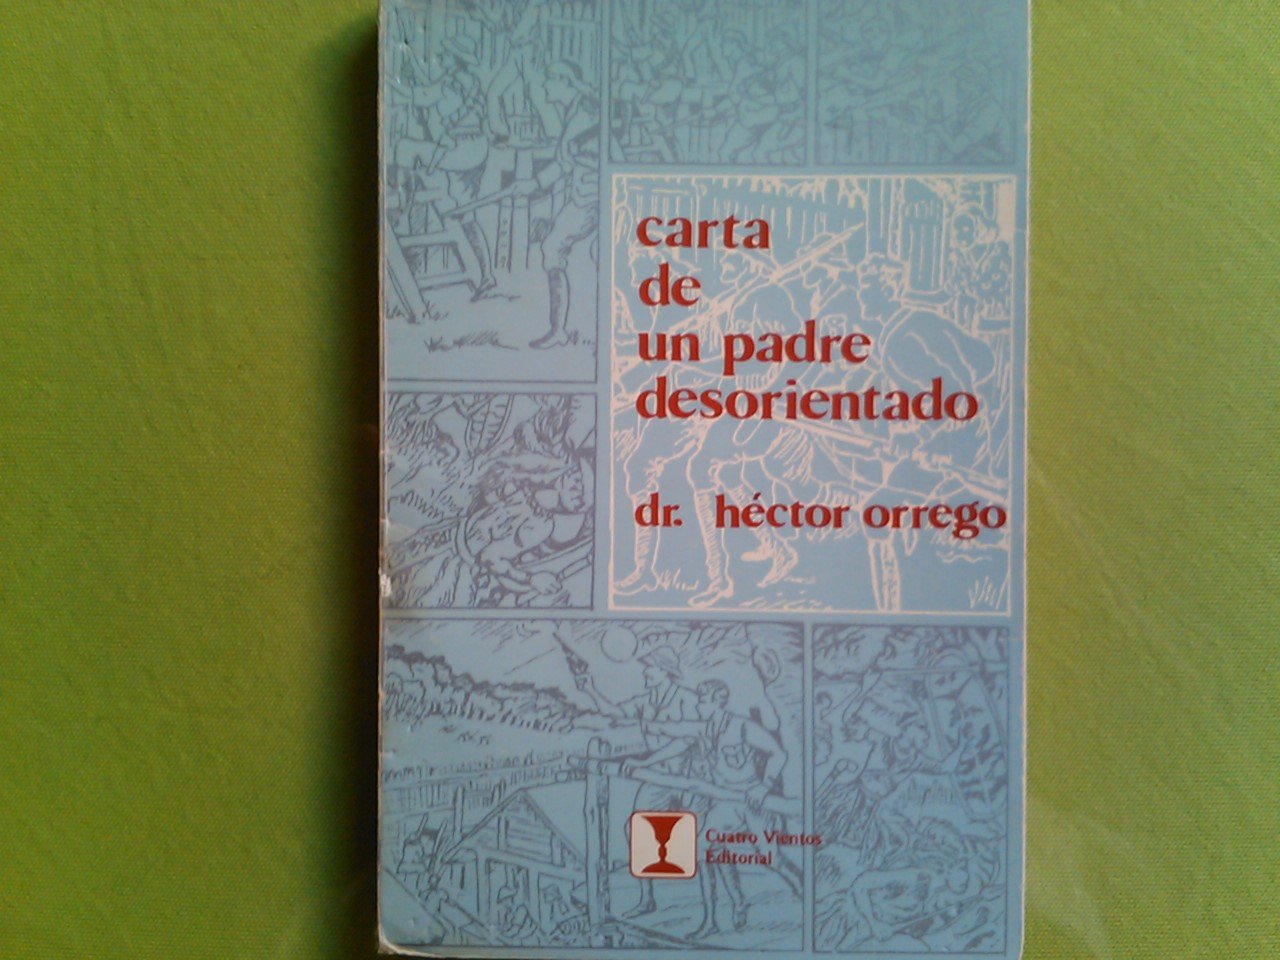 carta
de
un padre
desorientado
dr. héctor orrego
Cuatro Vientos
Editorial